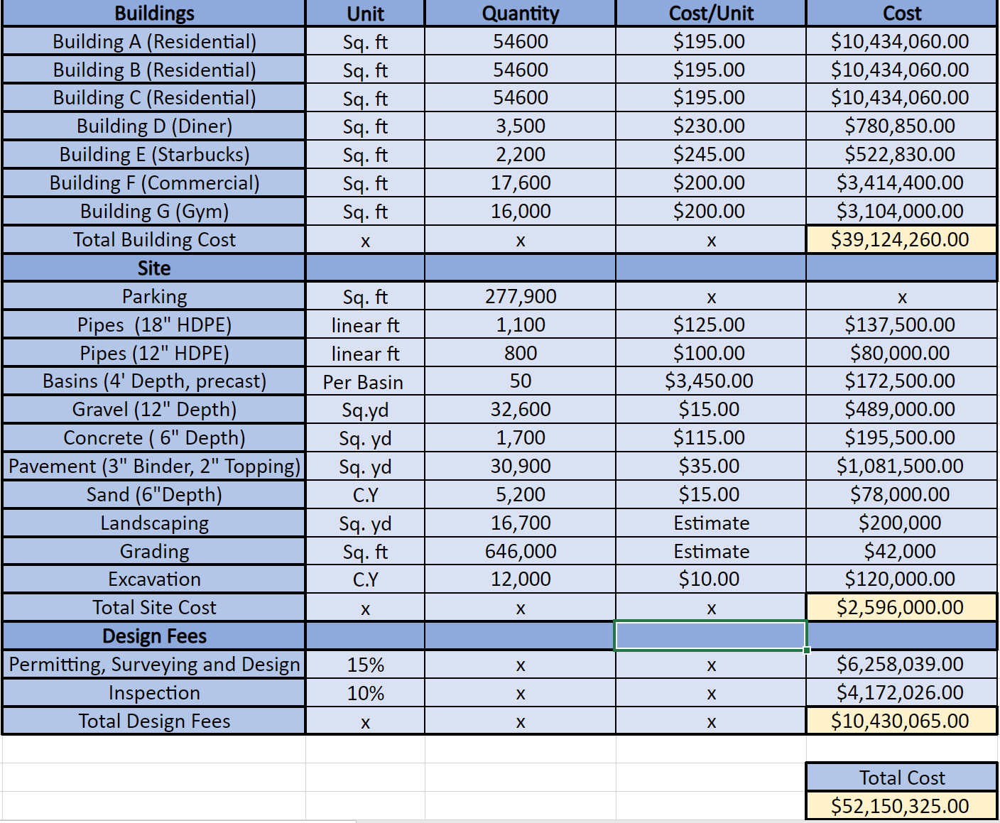 Buildings Unit Quantity Cost/Unit Cost
Building A (Residential) Sq. ft 54600 $195.00 $10,434,060.00
Building B (Residential) Sq. ft 54600 $195.00 $10,434,060.00
Building C (Residential) Sq. ft 54600 $195.00 $10,434,060.00
Building D (Diner) Sq. ft 3,500 $230.00 $780,850.00
Building E (Starbucks) Sq. ft 2,200 $245.00 $522,830.00
Building F (Commercial) Sq. ft 17,600 $200.00 $3,414,400.00
Building G (Gym) Sq. ft 16,000 $200.00 $3,104,000.00
Total Building Cost x x x $39,124,260.00
Site
Parking Sq. ft 277,900 x x
Pipes (18" HDPE) linear ft 1,100 $125.00 $137,500.00
Pipes (12" HDPE) linear ft 800 $100.00 $80,000.00
Basins (4' Depth, precast) Per Basin 50 $3,450.00 $172,500.00
Gravel (12" Depth) Sq.yd 32,600 $15.00 $489,000.00
Concrete ( 6" Depth) Sq. yd 1,700 $115.00 $195,500.00
Pavement (3" Binder, 2" Topping) Sq. yd 30,900 $35.00 $1,081,500.00
Sand (6"Depth) C.Y 5,200 $15.00 $78,000.00
Landscaping Sq. yd 16,700 Estimate $200,000
Grading Sq. ft 646,000 Estimate $42,000
Excavation C.Y 12,000 $10.00 $120,000.00
Total Site Cost x x x $2,596,000.00
Design Fees
Permitting, Surveying and Design 15% x x $6,258,039.00
Inspection 10% x x $4,172,026.00
Total Design Fees x x x $10,430,065.00
Total Cost
$52,150,325.00